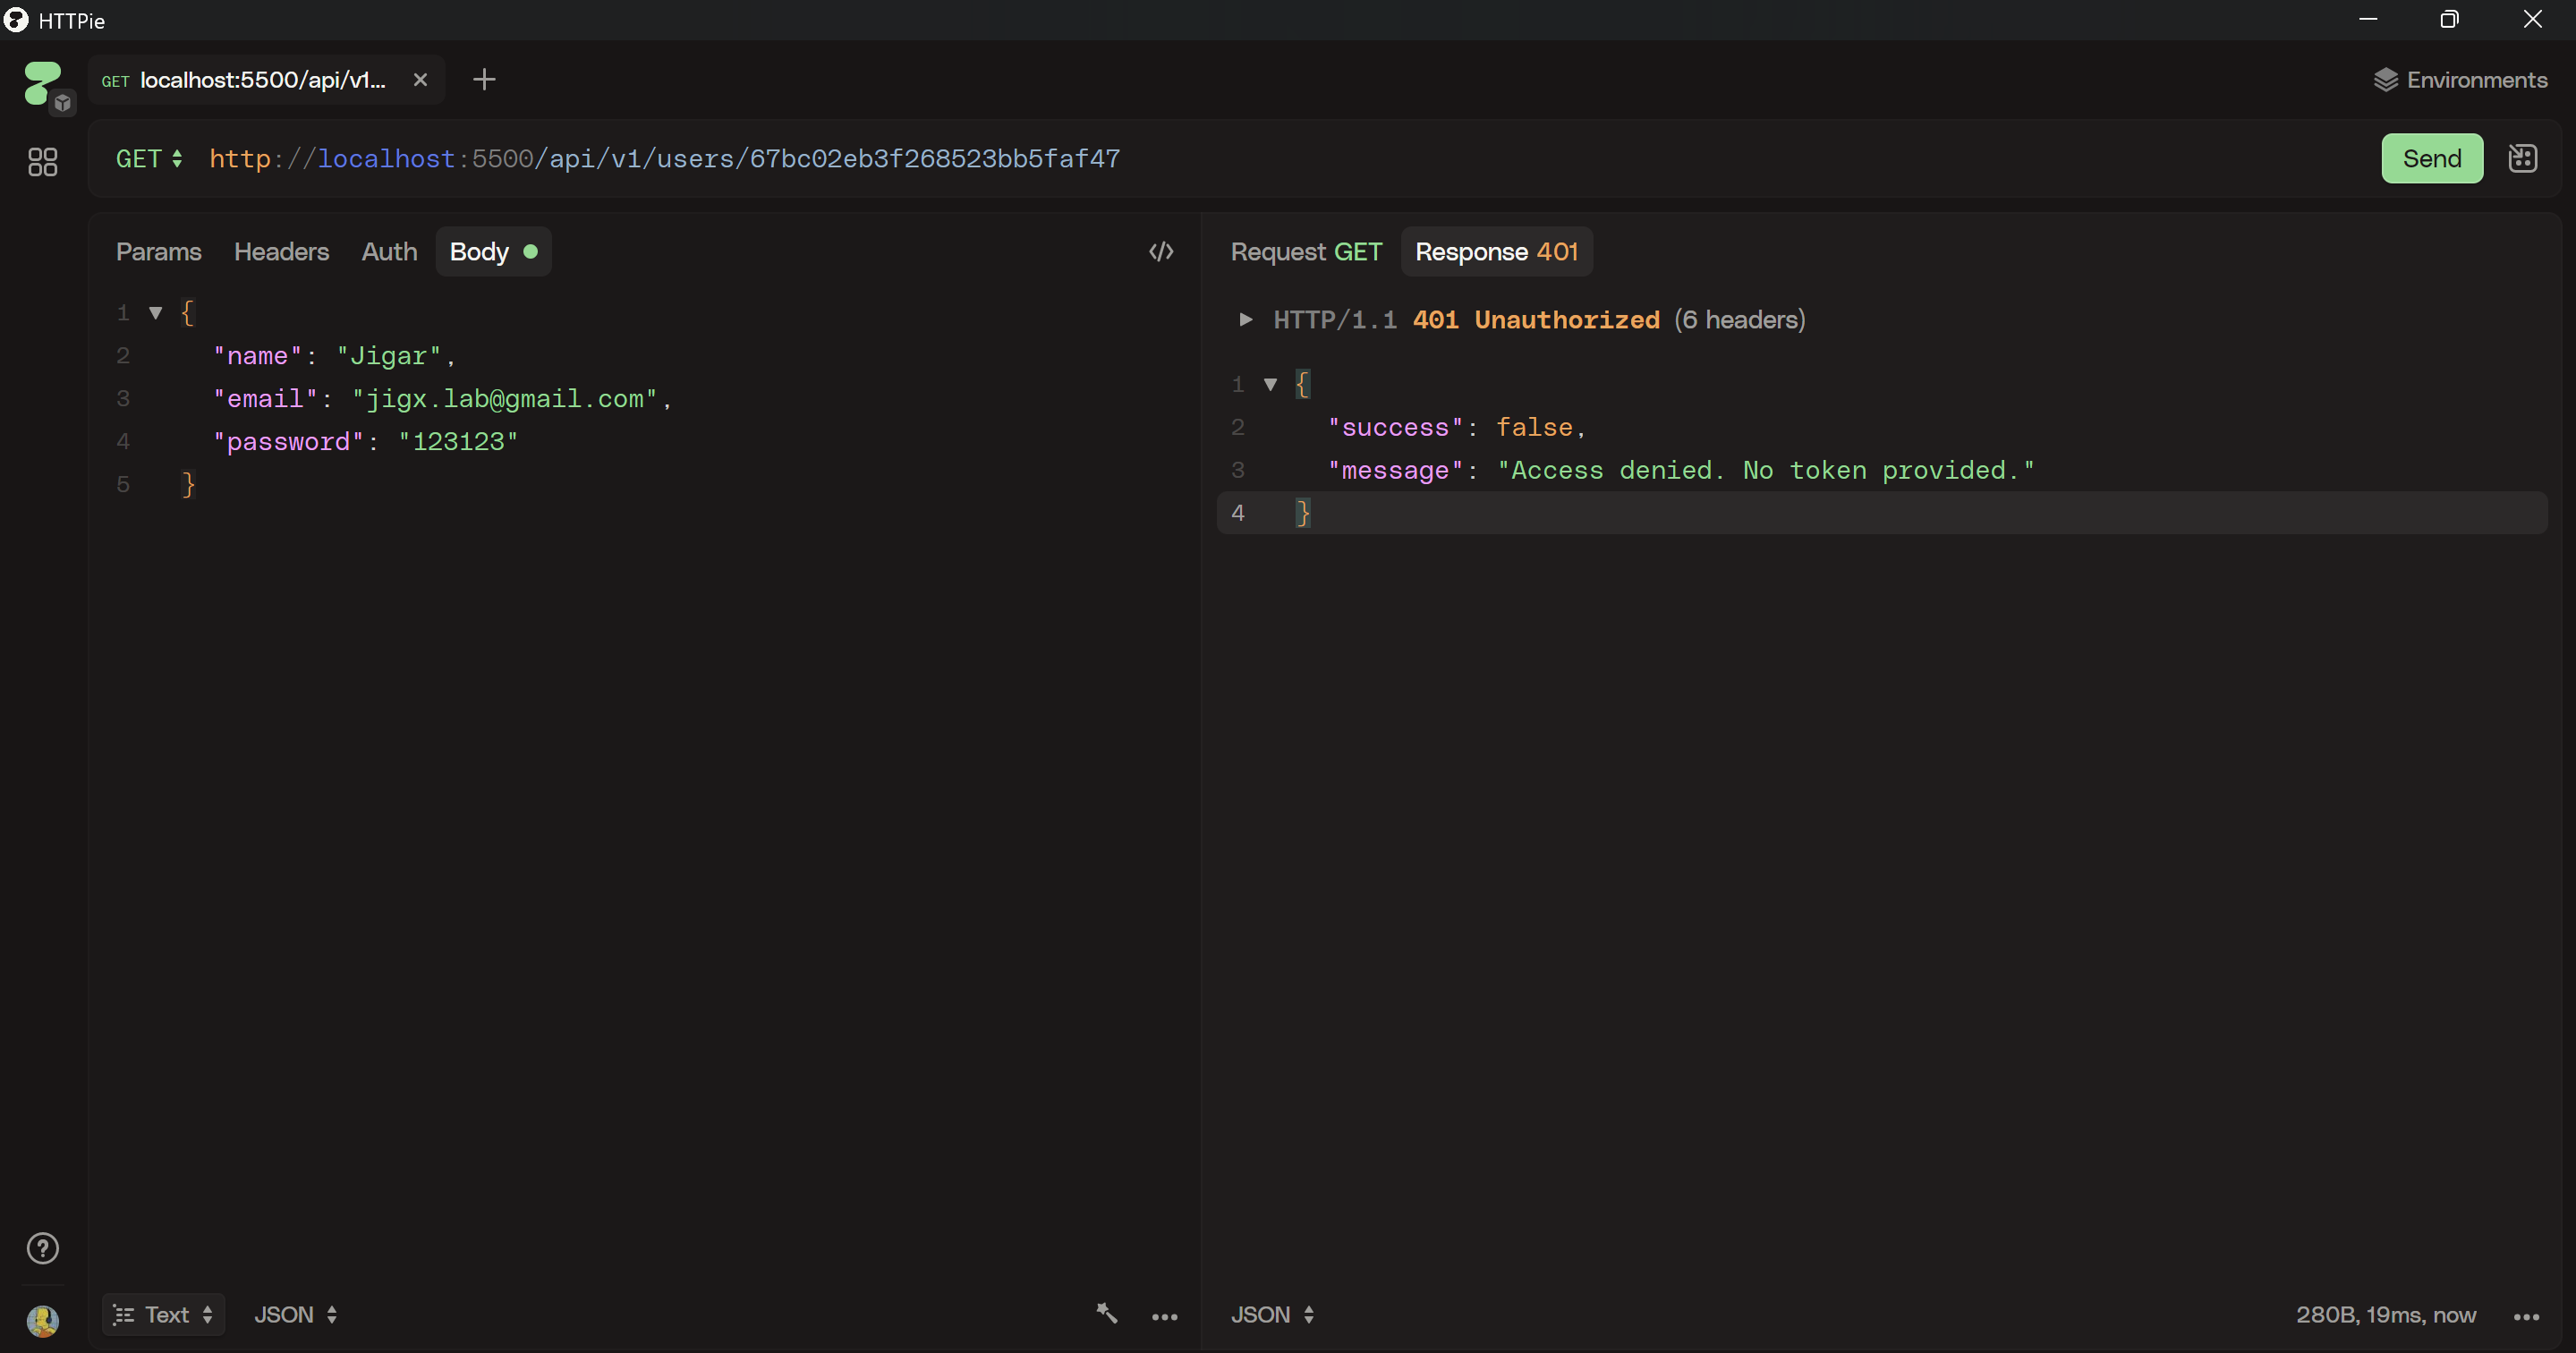 HTTPie
GET localhost:5500/api/v1...
Environments
GET http://localhost:5500/api/v1/users/67bc02eb3f268523bb5faf47
Send
Params Headers Auth Body
1 {
2 "name": "Jigar",
3 "email": "jigx.lab@gmail.com",
4 "password": "123123"
5 }
Text JSON
Request GET Response 401
HTTP/1.1 401 Unauthorized (6 headers)
1 {
2 "success": false,
3 "message": "Access denied. No token provided."
4 }
JSON
280B, 19ms, now